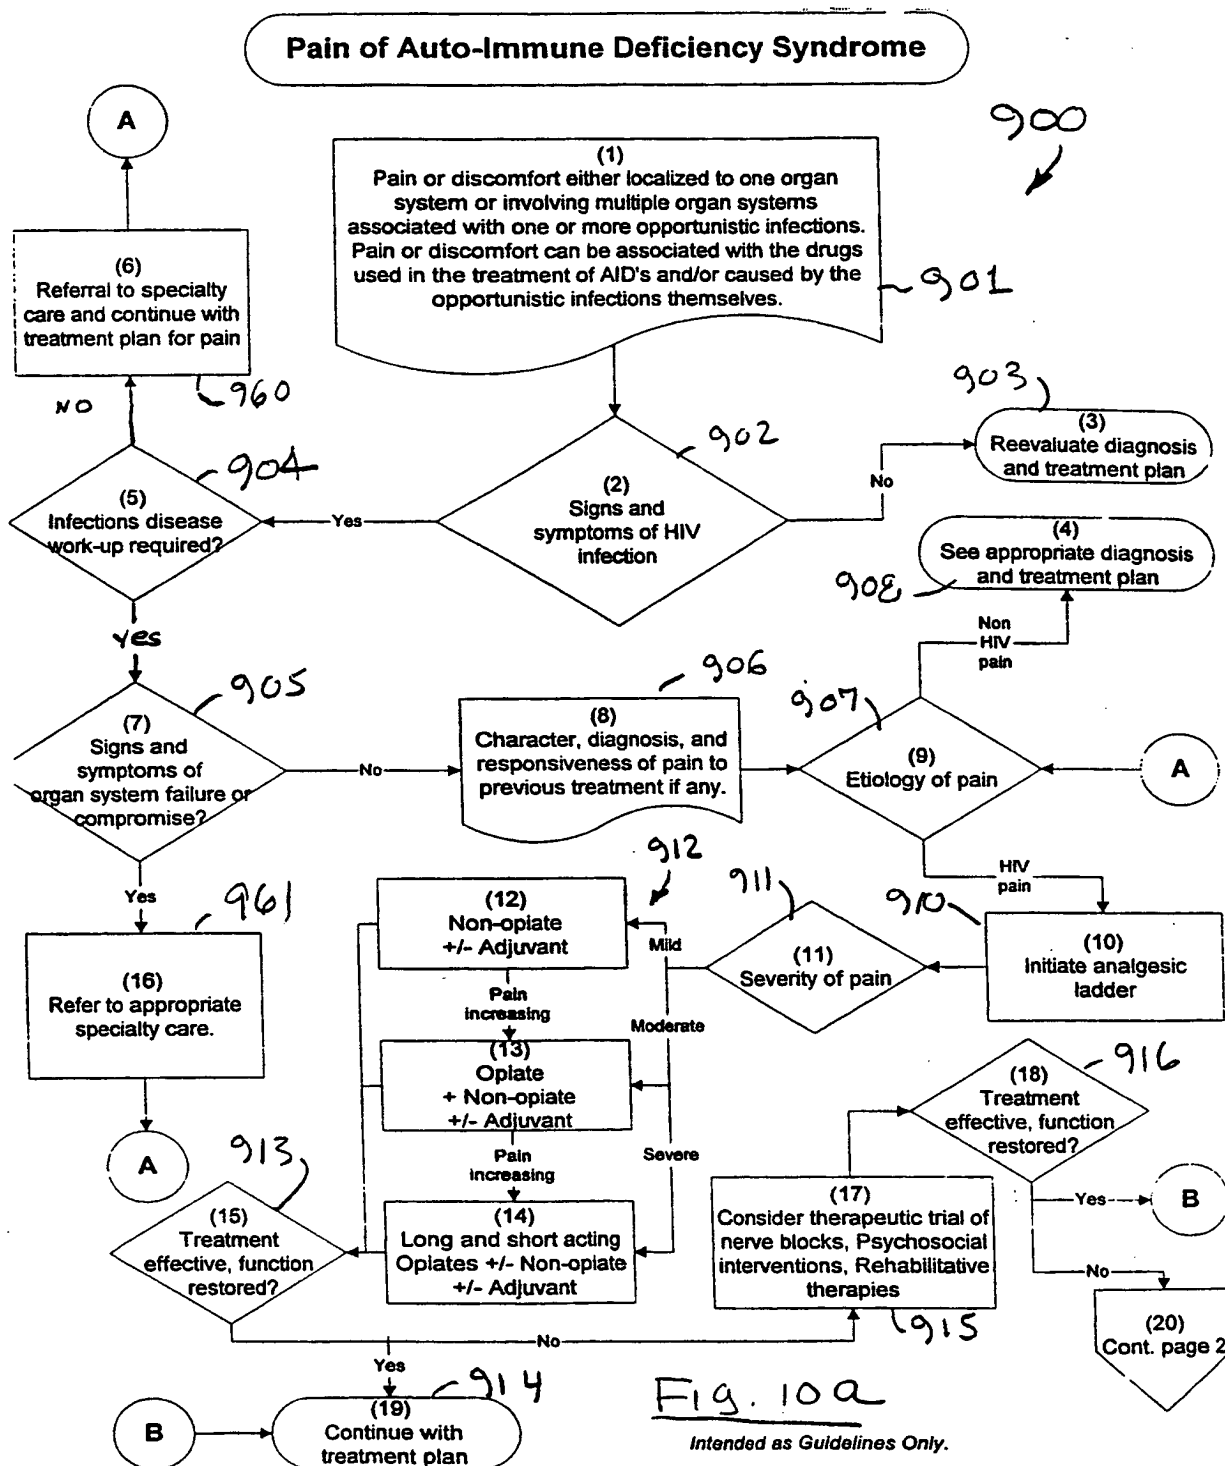 Pain of Auto-Immune Deficiency Syndrome
A
900
(1)
Pain or discomfort either localized to one organ
system or involving multiple organ systems
associated with one or more opportunistic infections.
Pain or discomfort can be associated with the drugs
used in the treatment of AID's and/or caused by the
opportunistic infections themselves.
901
(6)
Referral to specialty
care and continue with
treatment plan for pain
960
NO
903
(3)
Reevaluate diagnosis
and treatment plan
902
(2)
Signs and
symptoms of HIV
infection
No
Yes
904
(5)
Infections disease
work-up required?
(4)
See appropriate diagnosis
and treatment plan
908
Yes
Non
HIV
pain
905
(7)
Signs and
symptoms of
organ system failure or
compromise?
No
906
(8)
Character, diagnosis, and
responsiveness of pain to
previous treatment if any.
907
(9)
Etiology of pain
A
Yes
HIV
pain
961
(16)
Refer to appropriate
specialty care.
A
912
(12)
Non-opiate
+/- Adjuvant
Mild
911
(11)
Severity of pain
910
(10)
Initiate analgesic
ladder
Pain
increasing
Moderate
(13)
Opiate
+ Non-opiate
+/- Adjuvant
Pain
increasing
Severe
916
(18)
Treatment
effective, function
restored?
Yes
B
No
913
(15)
Treatment
effective, function
restored?
(14)
Long and short acting
Opiates +/- Non-opiate
+/- Adjuvant
(17)
Consider therapeutic trial of
nerve blocks, Psychosocial
interventions, Rehabilitative
therapies
915
(20)
Cont. page 2
No
Yes
914
B
(19)
Continue with
treatment plan
Fig. 10a
Intended as Guidelines Only.